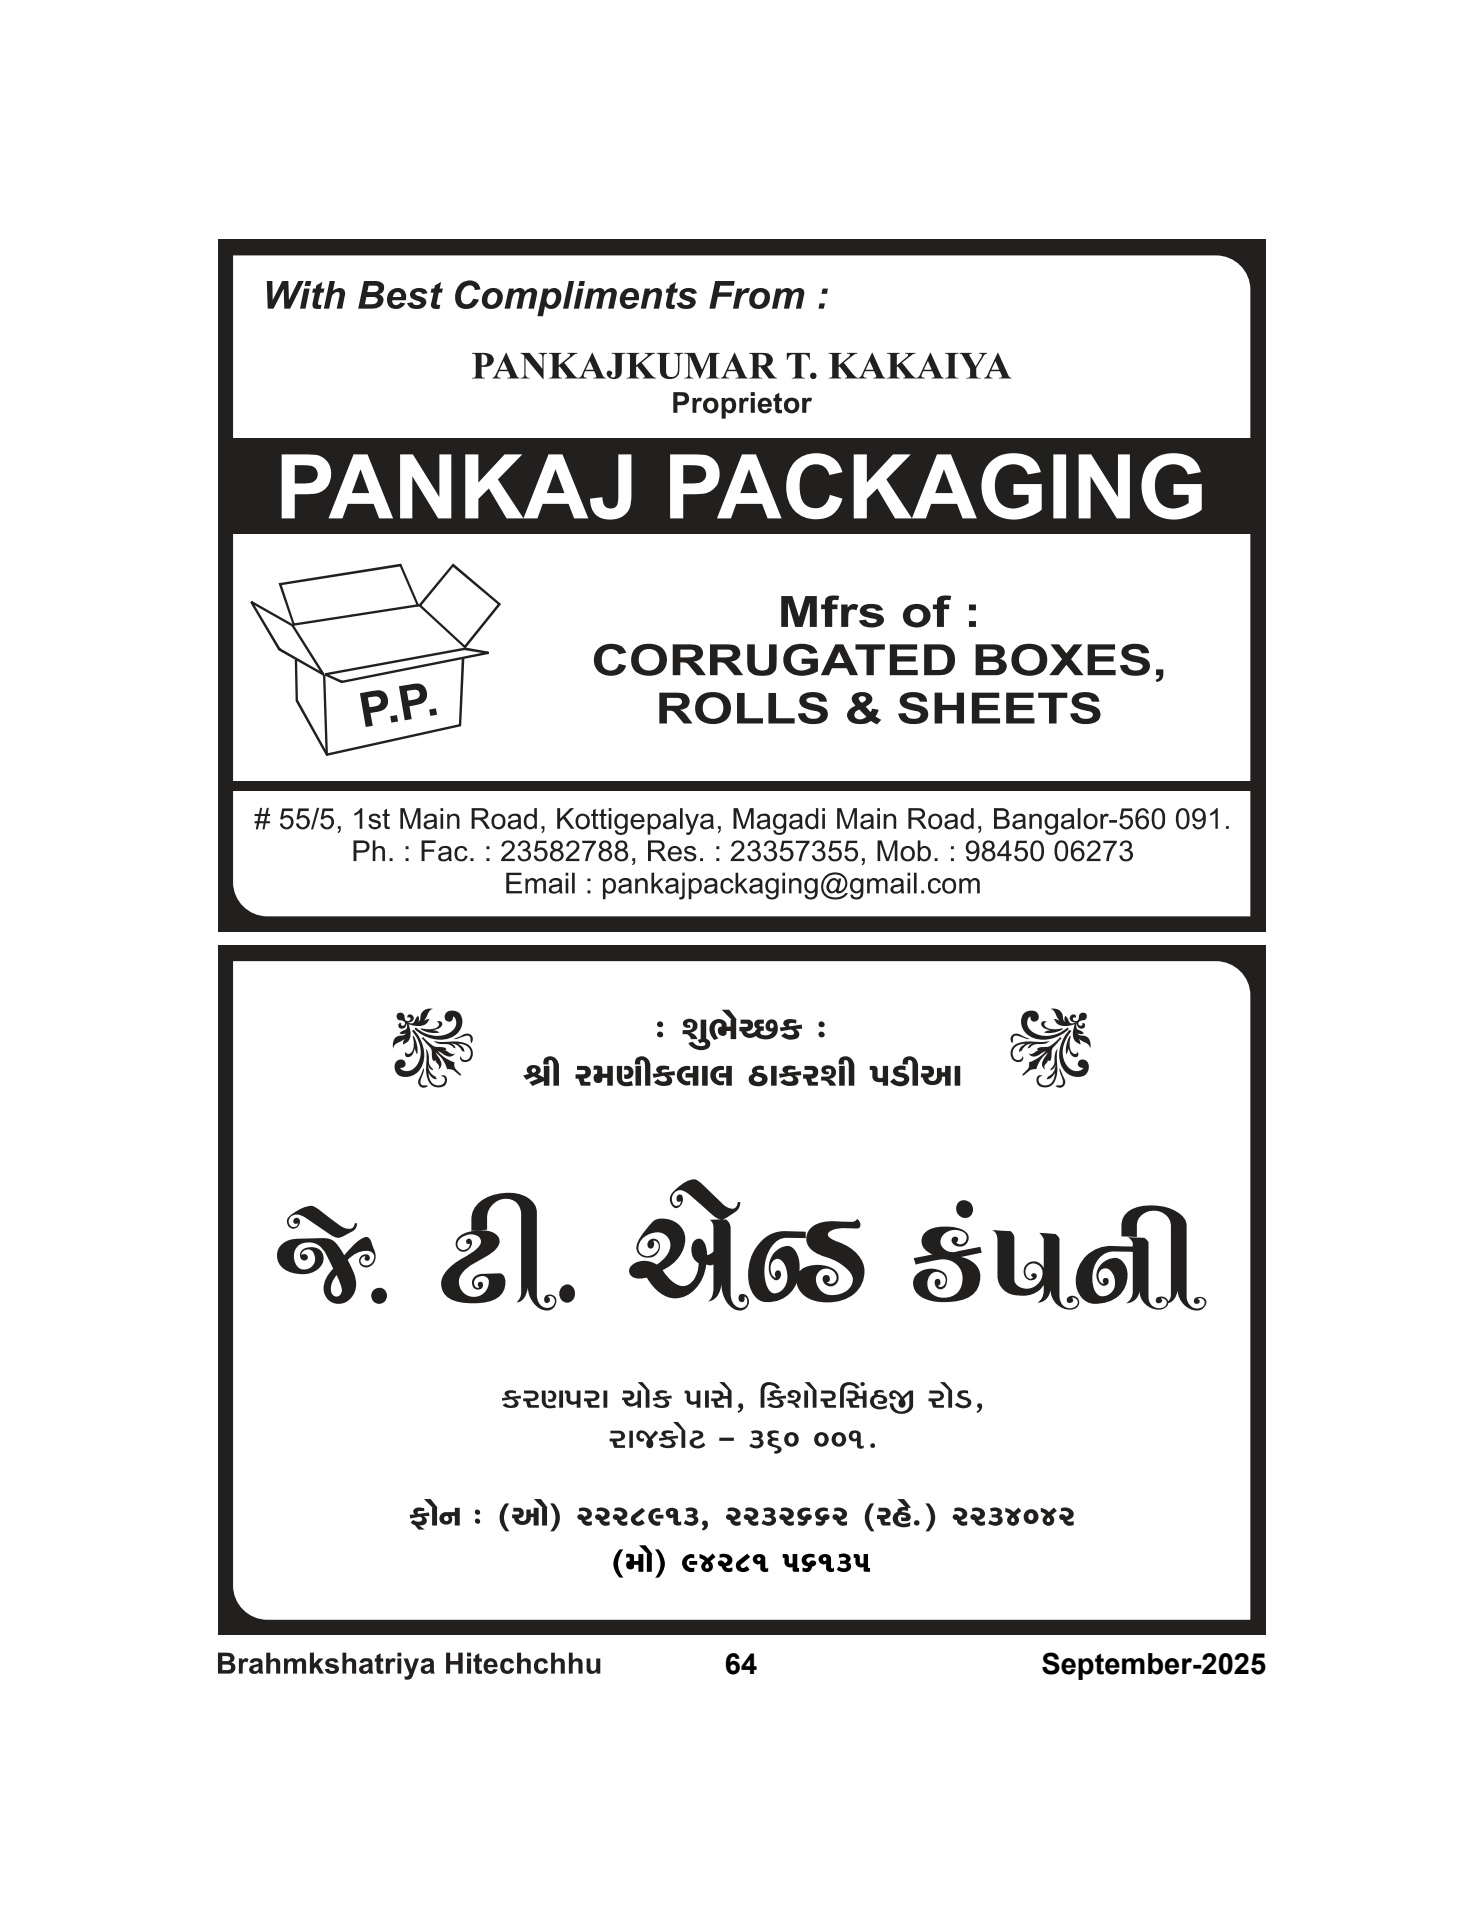 With Best Compliments From :
PANKAJKUMAR T. KAKAIYA
Proprietor
PANKAJ PACKAGING
P.P.
Mfrs of :
CORRUGATED BOXES,
ROLLS & SHEETS
# 55/5, 1st Main Road, Kottigepalya, Magadi Main Road, Bangalor-560 091.
Ph. : Fac. : 23582788, Res. : 23357355, Mob. : 98450 06273
Email : pankajpackaging@gmail.com
: શુભેચ્છક :
શ્રી રમણીકલાલ ઠાકરશી પડીઆ
જે. ટી. એન્ડ કંપની
કરણપરા ચોક પાસે, કિશોરસિંહજી રોડ,
રાજકોટ – ૩૬૦ ૦૦૧.
ફોન : (ઓ) ૨૨૨૮૯૧૩, ૨૨૩૨૬૬૨ (રહે.) ૨૨૩૪૦૪૨
(મો) ૯૪૨૮૧ ૫૬૧૩૫
Brahmkshatriya Hitechchhu 64 September-2025